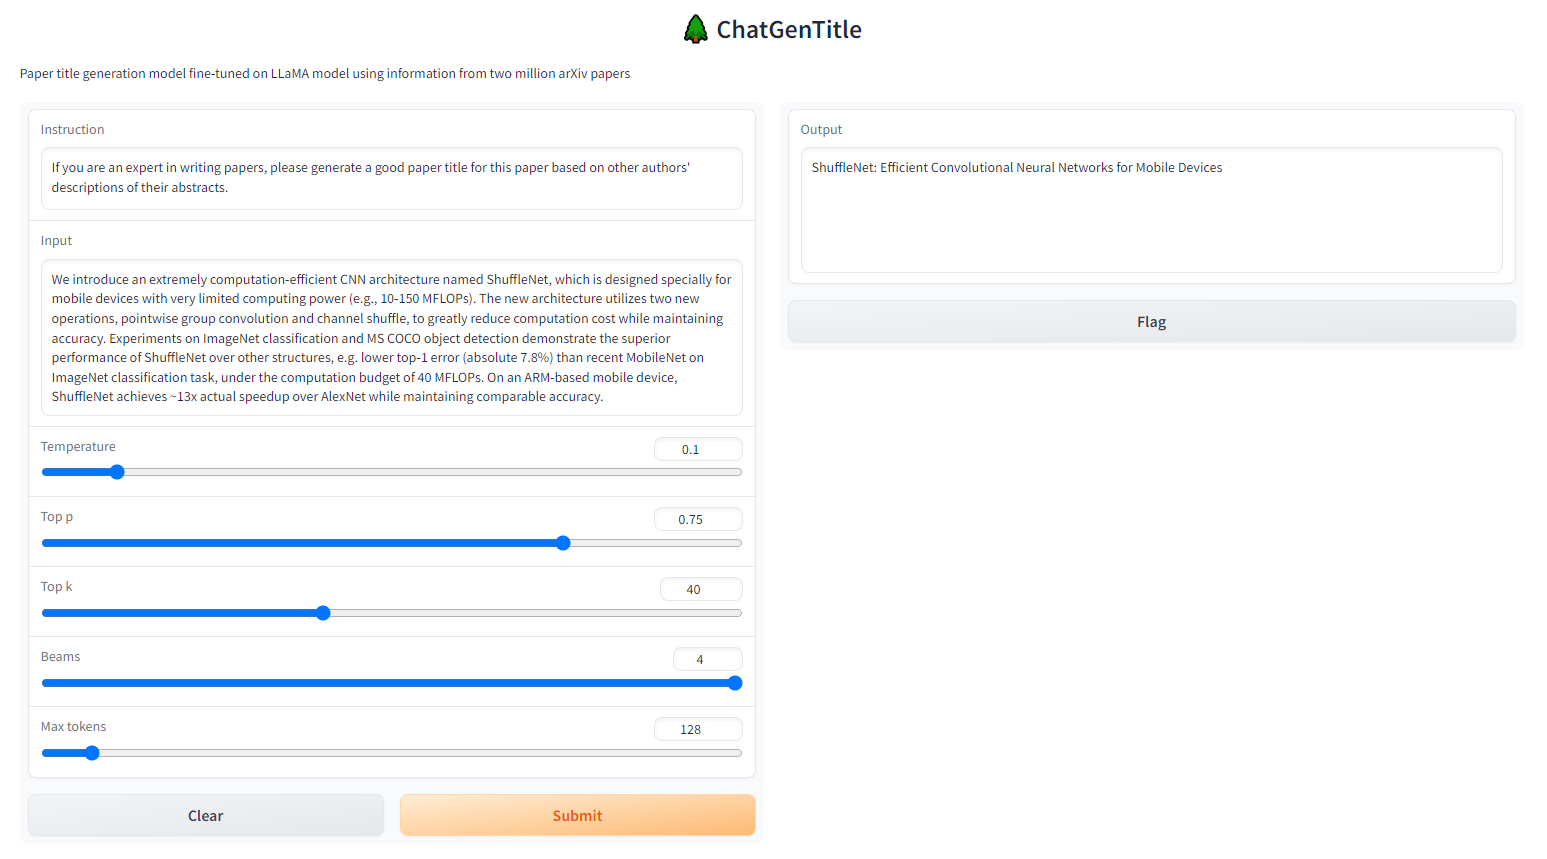 ChatGenTitle
Paper title generation model fine-tuned on LLaMA model using information from two million arXiv papers
Instruction
If you are an expert in writing papers, please generate a good paper title for this paper based on other authors'
descriptions of their abstracts.
Input
We introduce an extremely computation-efficient CNN architecture named ShuffleNet, which is designed specially for
mobile devices with very limited computing power (e.g., 10-150 MFLOPs). The new architecture utilizes two new
operations, pointwise group convolution and channel shuffle, to greatly reduce computation cost while maintaining
accuracy. Experiments on ImageNet classification and MS COCO object detection demonstrate the superior
performance of ShuffleNet over other structures, e.g. lower top-1 error (absolute 7.8%) than recent MobileNet on
ImageNet classification task, under the computation budget of 40 MFLOPs. On an ARM-based mobile device,
ShuffleNet achieves ~13x actual speedup over AlexNet while maintaining comparable accuracy.
Temperature
0.1
Top p
0.75
Top k
40
Beams
4
Max tokens
128
Clear
Submit
Output
ShuffleNet: Efficient Convolutional Neural Networks for Mobile Devices
Flag